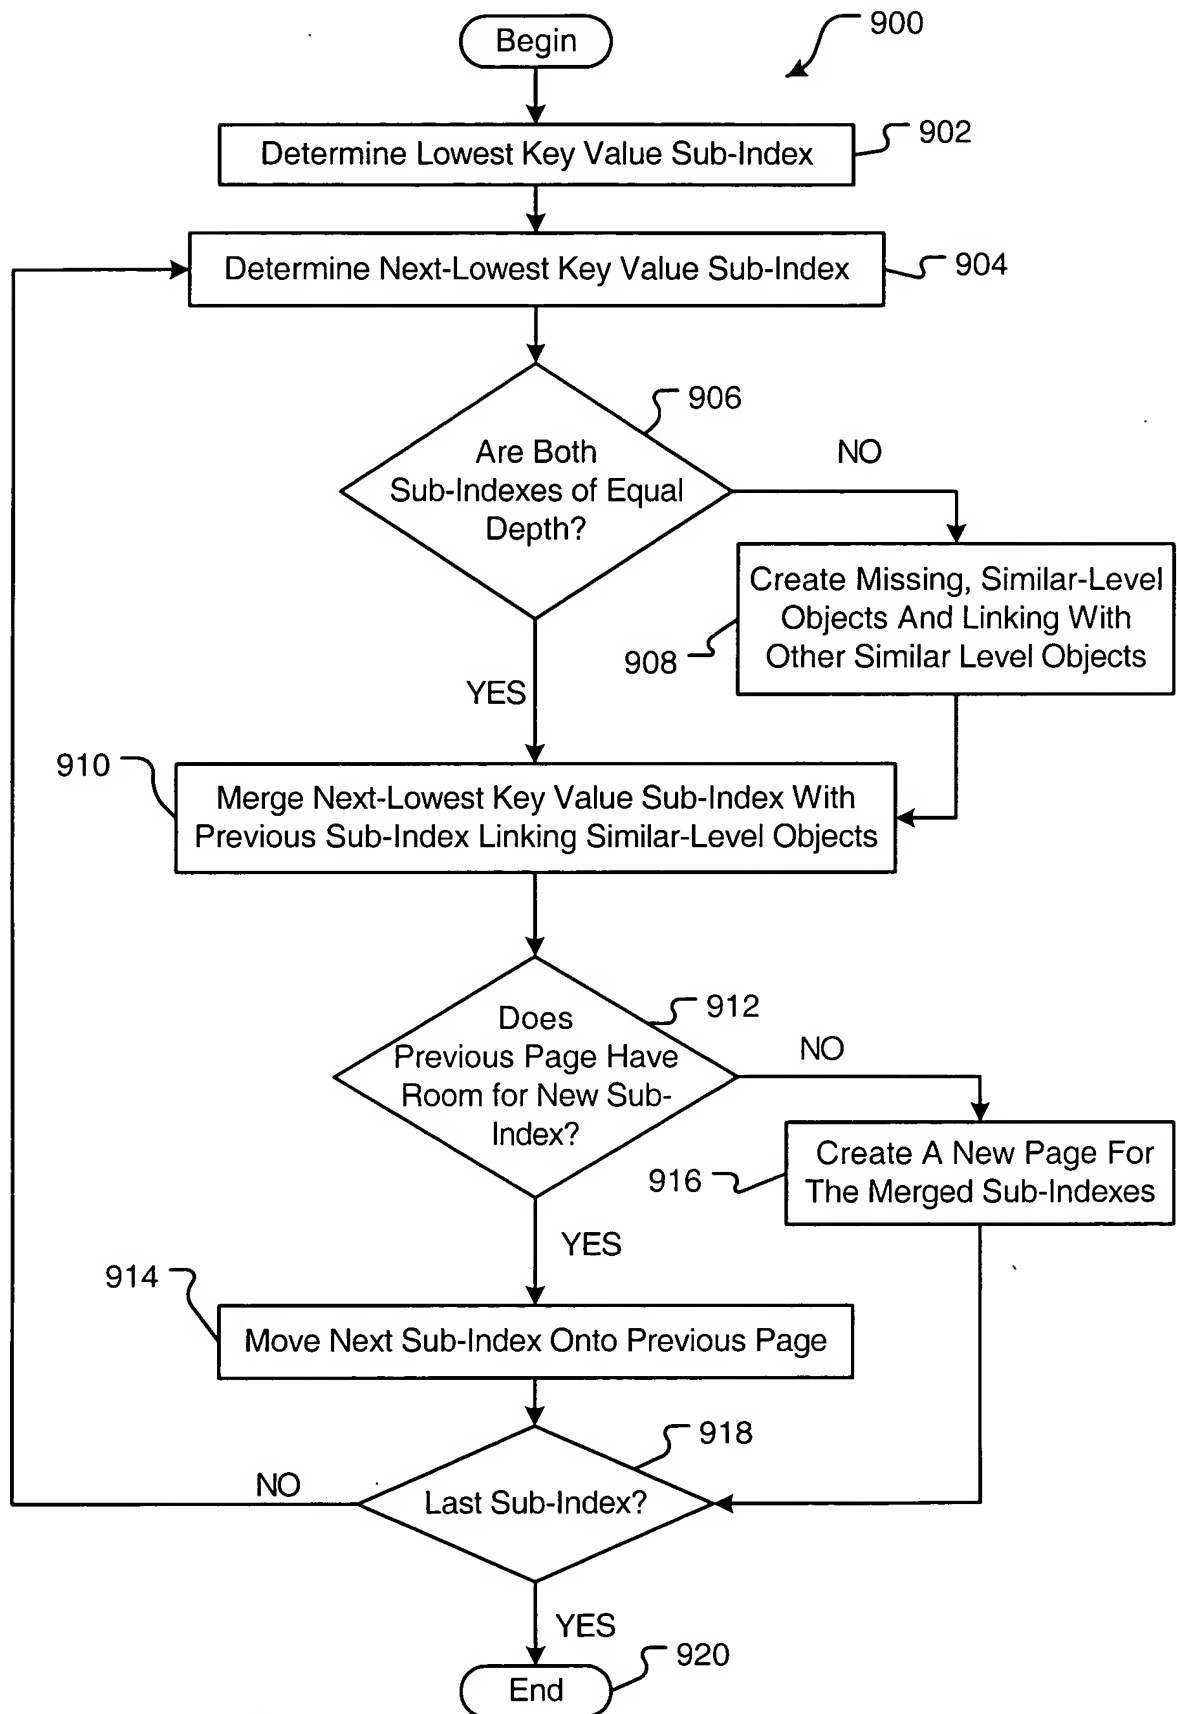 Begin
900
Determine Lowest Key Value Sub-Index
902
Determine Next-Lowest Key Value Sub-Index
904
906
Are Both
Sub-Indexes of Equal
Depth?
NO
Create Missing, Similar-Level
Objects And Linking With
Other Similar Level Objects
908
YES
910
Merge Next-Lowest Key Value Sub-Index With
Previous Sub-Index Linking Similar-Level Objects
912
Does
Previous Page Have
Room for New Sub-
Index?
NO
Create A New Page For
The Merged Sub-Indexes
916
YES
914
Move Next Sub-Index Onto Previous Page
918
Last Sub-Index?
NO
YES
End
920